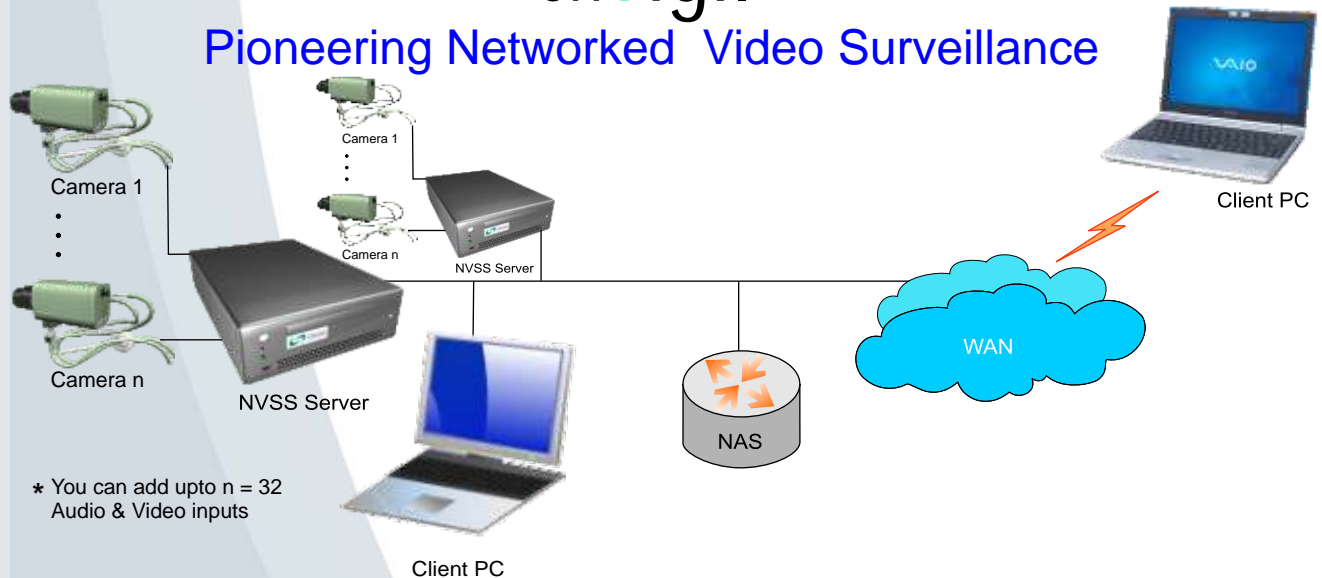 Pioneering Networked Video Surveillance
VAIO
Camera 1
Camera 1
Client PC
Camera n
NVSS Server
WAN
Camera n
NVSS Server
NAS
* You can add upto n = 32
Audio & Video inputs
Client PC